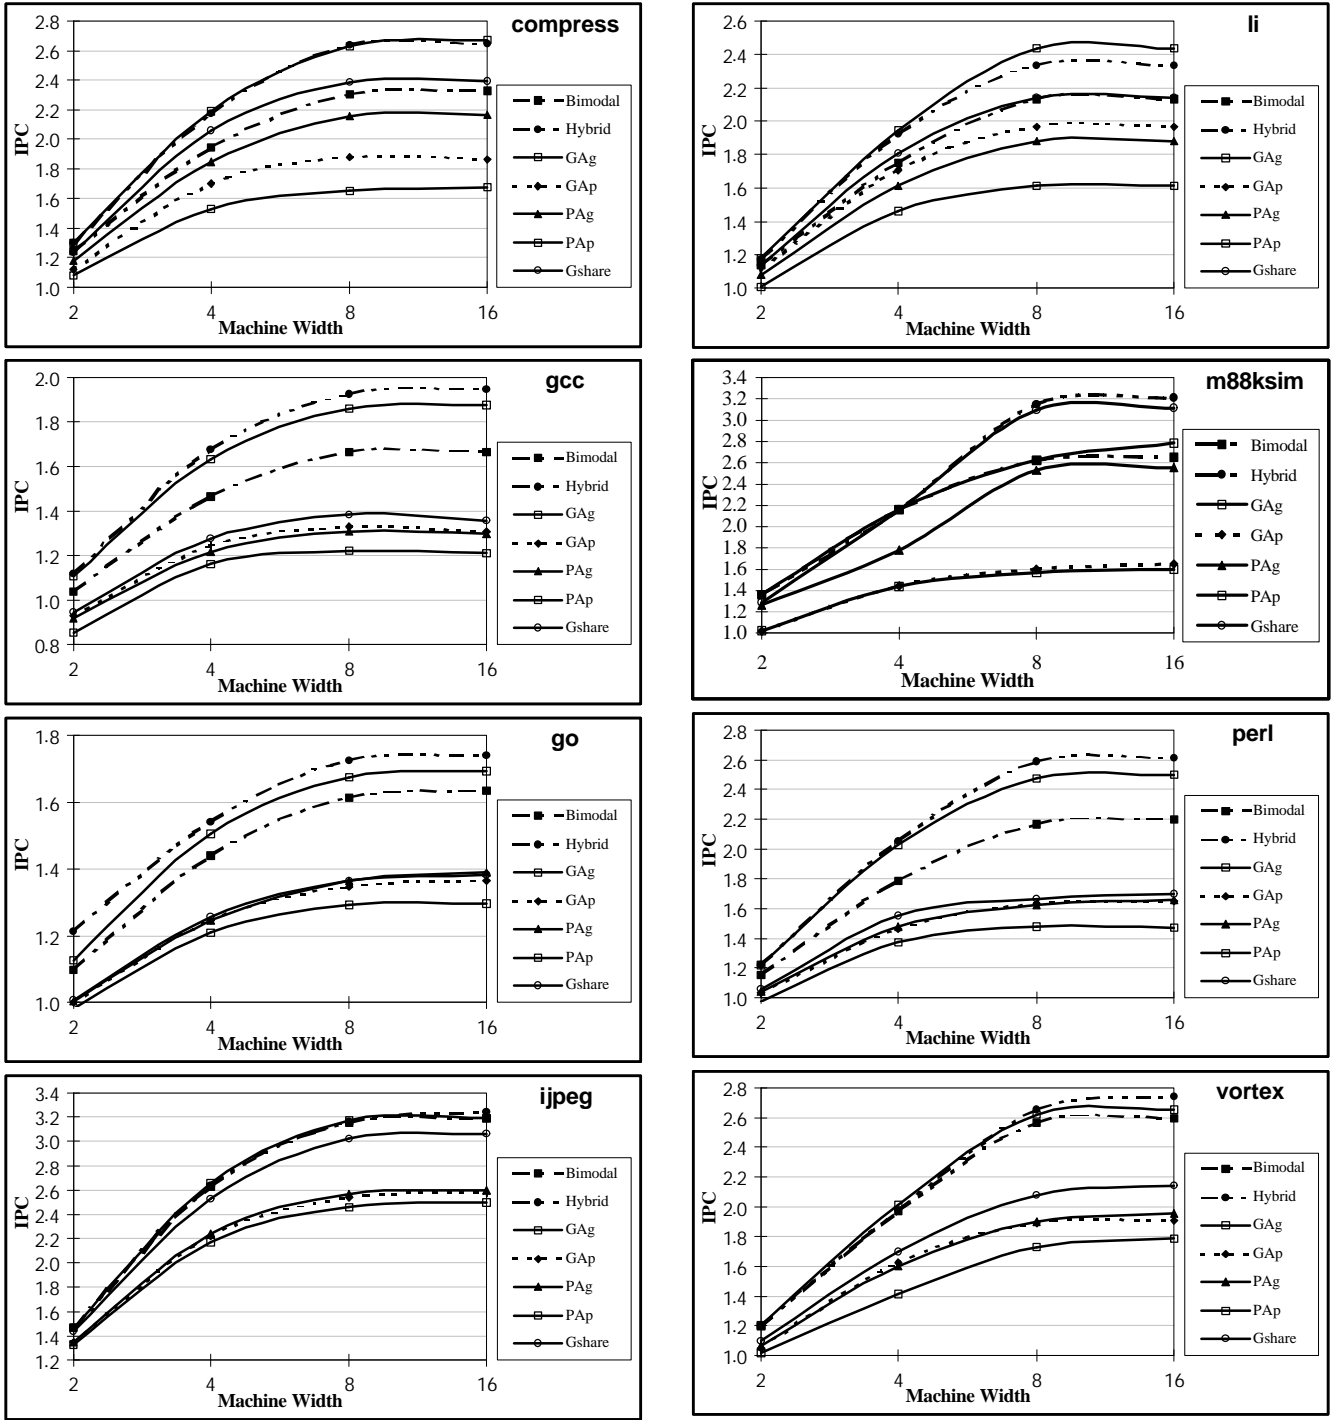 compress
2.8
2.6
2.4
2.2
2.0
1.8
1.6
1.4
1.2
1.0
IPC
2
4
8
16
Machine Width
Bimodal
Hybrid
GAg
GAp
PAg
PAp
Gshare
li
2.6
2.4
2.2
2.0
1.8
1.6
1.4
1.2
1.0
IPC
2
4
8
16
Machine Width
Bimodal
Hybrid
GAg
GAp
PAg
PAp
Gshare
gcc
2.0
1.8
1.6
1.4
1.2
1.0
0.8
IPC
2
4
8
16
Machine Width
Bimodal
Hybrid
GAg
GAp
PAg
PAp
Gshare
m88ksim
3.4
3.2
3.0
2.8
2.6
2.4
2.2
2.0
1.8
1.6
1.4
1.2
1.0
IPC
2
4
8
16
Machine Width
Bimodal
Hybrid
GAg
GAp
PAg
PAp
Gshare
go
1.8
1.6
1.4
1.2
1.0
IPC
2
4
8
16
Machine Width
Bimodal
Hybrid
GAg
GAp
PAg
PAp
Gshare
perl
2.8
2.6
2.4
2.2
2.0
1.8
1.6
1.4
1.2
1.0
IPC
2
4
8
16
Machine Width
Bimodal
Hybrid
GAg
GAp
PAg
PAp
Gshare
ijpeg
3.4
3.2
3.0
2.8
2.6
2.4
2.2
2.0
1.8
1.6
1.4
1.2
IPC
2
4
8
16
Machine Width
Bimodal
Hybrid
GAg
GAp
PAg
PAp
Gshare
vortex
2.8
2.6
2.4
2.2
2.0
1.8
1.6
1.4
1.2
1.0
IPC
2
4
8
16
Machine Width
Bimodal
Hybrid
GAg
GAp
PAg
PAp
Gshare